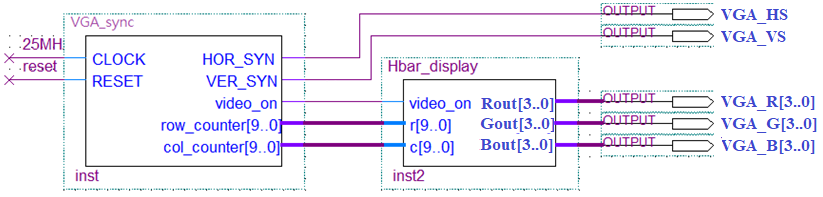 VGA_sync
25MH
reset
CLOCK
RESET
HOR_SYN
VER_SYN
video_on
row_counter[9..0]
col_counter[9..0]
inst
Hbar_display
video_on
r[9..0]
c[9..0]
Rout[3..0]
Gout[3..0]
Bout[3..0]
inst2
OUTPUT VGA_HS
OUTPUT VGA_VS
OUTPUT VGA_R[3..0]
OUTPUT VGA_G[3..0]
OUTPUT VGA_B[3..0]